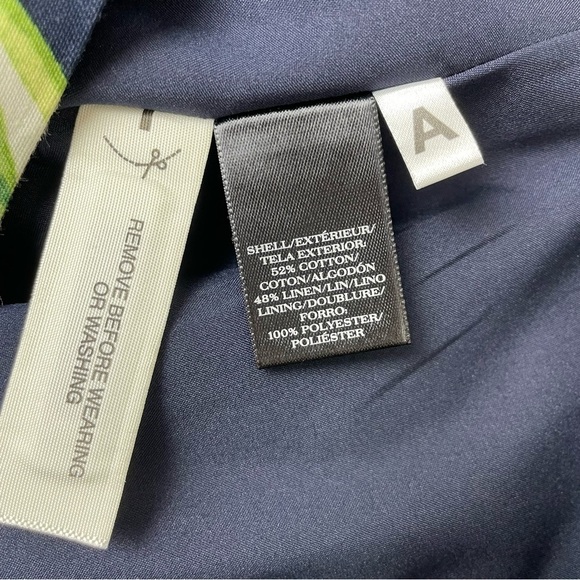 REMOVE BEFORE WEARING
OR WASHING
SHELL/EXTÉRIEUR/
TELA EXTERIOR:
52% COTTON/
COTON/ALGODÓN
48% LINEN/LIN/LINO
LINING/DOUBLURE/
FORRO:
100% POLYESTER/
POLIÉSTER
A